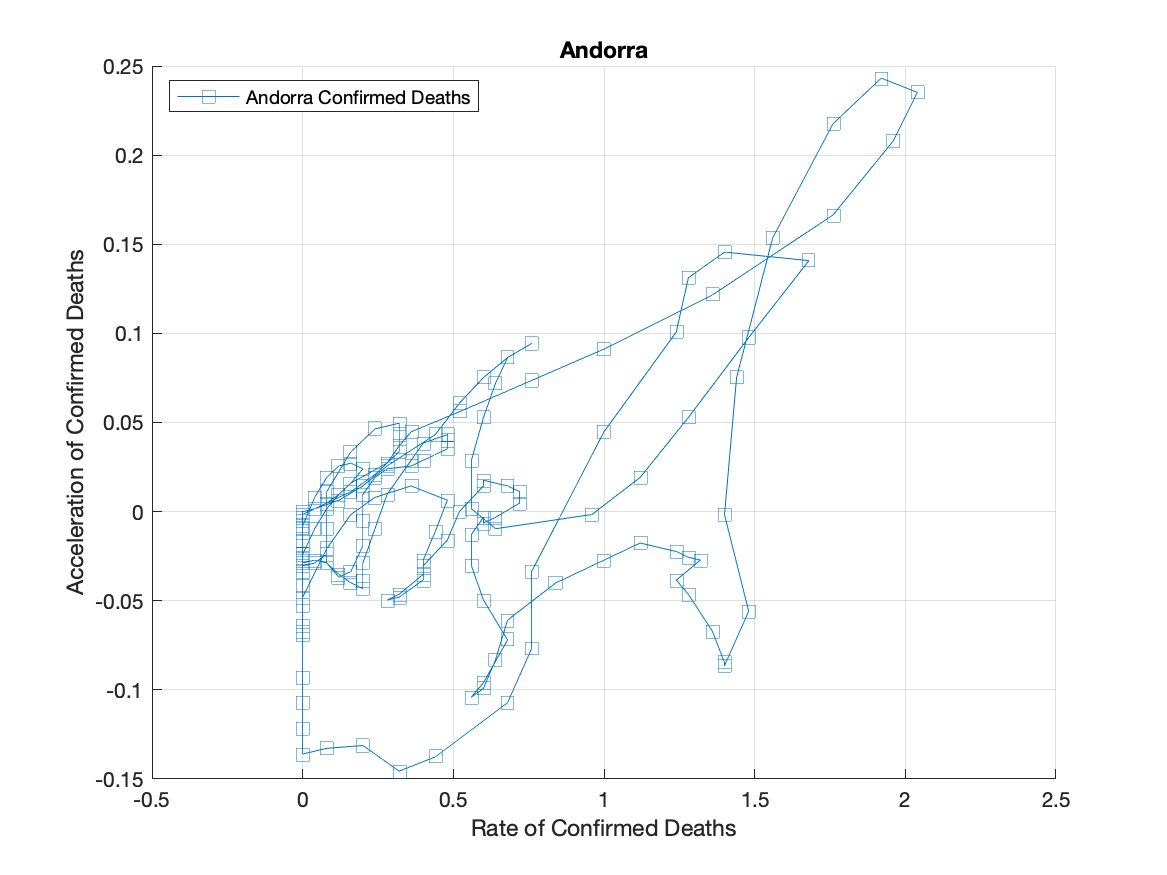 Andorra
Andorra Confirmed Deaths
0.25
0.2
0.15
0.1
0.05
0
-0.05
-0.1
-0.15
Acceleration of Confirmed Deaths
-0.5 0 0.5 1 1.5 2 2.5
Rate of Confirmed Deaths